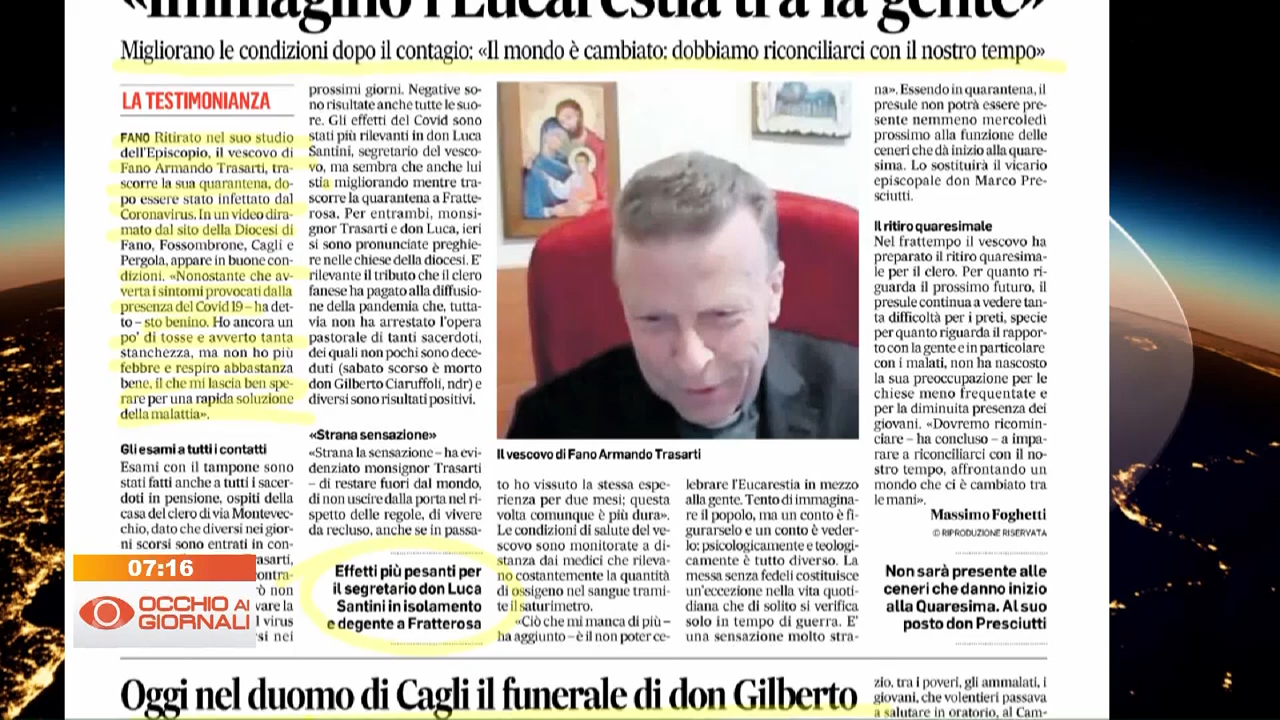 «Immagino l'Eucarestia tra la gente»
Migliorano le condizioni dopo il contagio: «Il mondo è cambiato: dobbiamo riconciliarci con il nostro tempo»
LA TESTIMONIANZA
FANO Ritirato nel suo studio
dell'Episcopio, il vescovo di
Fano Armando Trasarti, tra-
scorre la sua quarantena, do-
po essere stato infettato dal
Coronavirus. In un video dira-
mato dal sito della Diocesi di
Fano, Fossombrone, Cagli e
Pergola, appare in buone con-
dizioni. «Nonostante che av-
verta i sintomi provocati dalla
presenza del Covid 19 – ha det-
to – sto benino. Ho ancora un
po' di tosse e avverto tanta
stanchezza, ma non ho più
febbre e respiro abbastanza
bene, il che mi lascia ben spe-
rare per una rapida soluzione
della malattia».
Gli esami a tutti i contatti
Esami con il tampone sono
stati fatti anche a tutti i sacer-
doti in pensione, ospiti della
casa del clero di via Montevec-
chio, dato che diversi nei gior-
ni scorsi sono entrati in con-
asarti,
ontra-
ò non
vare la
l virus
rsi nei
prossimi giorni. Negative so-
no risultate anche tutte le suo-
re. Gli effetti del Covid sono
stati più rilevanti in don Luca
Santini, segretario del vesco-
vo, ma sembra che anche lui
stia migliorando mentre tra-
scorre la quarantena a Fratte-
rosa. Per entrambi, monsi-
gnor Trasarti e don Luca, ieri
si sono pronunciate preghie-
re nelle chiese della diocesi. E'
rilevante il tributo che il clero
fanese ha pagato alla diffusio-
ne della pandemia che, tutta-
via non ha arrestato l'opera
pastorale di tanti sacerdoti,
dei quali non pochi sono dece-
duti (sabato scorso è morto
don Gilberto Ciaruffoli, ndr) e
diversi sono risultati positivi.
«Strana sensazione»
«Strana la sensazione – ha evi-
denziato monsignor Trasarti
– di restare fuori dal mondo,
di non uscire dalla porta nel ri-
spetto delle regole, di vivere
da recluso, anche se in passa-
Effetti più pesanti per
il segretario don Luca
Santini in isolamento
e degente a Fratterosa
Il vescovo di Fano Armando Trasarti
to ho vissuto la stessa espe-
rienza per due mesi; questa
volta comunque è più dura».
Le condizioni di salute del ve-
scovo sono monitorate a di-
stanza dai medici che rileva-
no costantemente la quantità
di ossigeno nel sangue trami-
te il saturimetro.
«Ciò che mi manca di più –
ha aggiunto – è il non poter ce-
lebrare l'Eucarestia in mezzo
alla gente. Tento di immagina-
re il popolo, ma un conto è fi-
gurarselo e un conto è veder-
lo: psicologicamente e teologi-
camente è tutto diverso. La
messa senza fedeli costituisce
un'eccezione nella vita quoti-
diana che di solito si verifica
solo in tempo di guerra. E'
una sensazione molto stra-
na». Essendo in quarantena, il
presule non potrà essere pre-
sente nemmeno mercoledì
prossimo alla funzione delle
ceneri che dà inizio alla quare-
sima. Lo sostituirà il vicario
episcopale don Marco Pre-
sciutti.
Il ritiro quaresimale
Nel frattempo il vescovo ha
preparato il ritiro quaresima-
le per il clero. Per quanto ri-
guarda il prossimo futuro, il
presule continua a vedere tan-
ta difficoltà per i preti, specie
per quanto riguarda il rappor-
to con la gente e in particolare
con i malati, non ha nascosto
la sua preoccupazione per le
chiese meno frequentate e
per la diminuita presenza dei
giovani. «Dovremo ricomin-
ciare – ha concluso – a impa-
rare a riconciliarci con il no-
stro tempo, affrontando un
mondo che ci è cambiato tra
le mani».
Massimo Foghetti
© RIPRODUZIONE RISERVATA
Non sarà presente alle
ceneri che danno inizio
alla Quaresima. Al suo
posto don Presciutti
07:16
OCCHIO AI
GIORNALI
Oggi nel duomo di Cagli il funerale di don Gilberto
zio, tra i poveri, gli ammalati, i
giovani, che volentieri passava
a salutare in oratorio, al Cam-